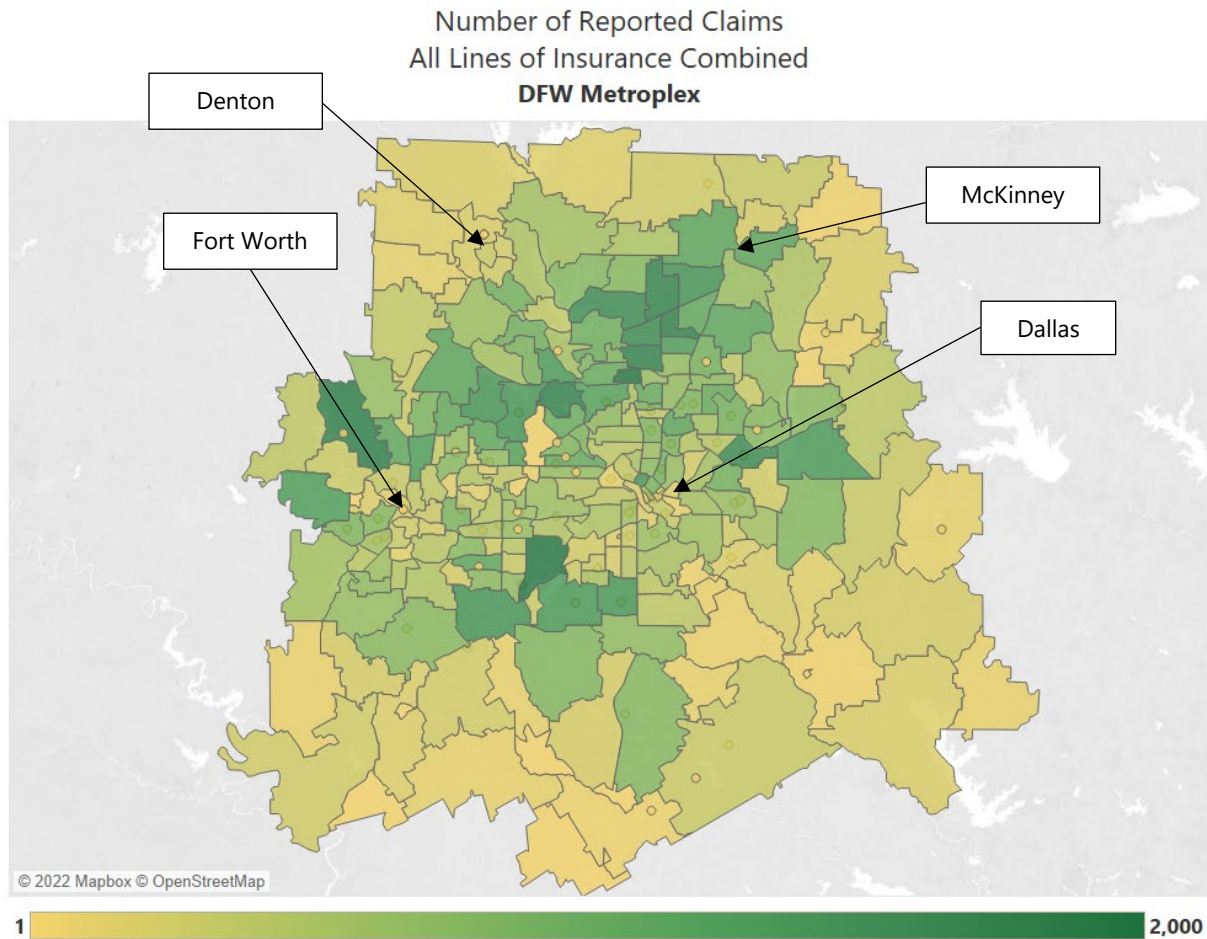 Number of Reported Claims
All Lines of Insurance Combined
DFW Metroplex
Denton
McKinney
Fort Worth
Dallas
© 2022 Mapbox © OpenStreetMap
1
2,000